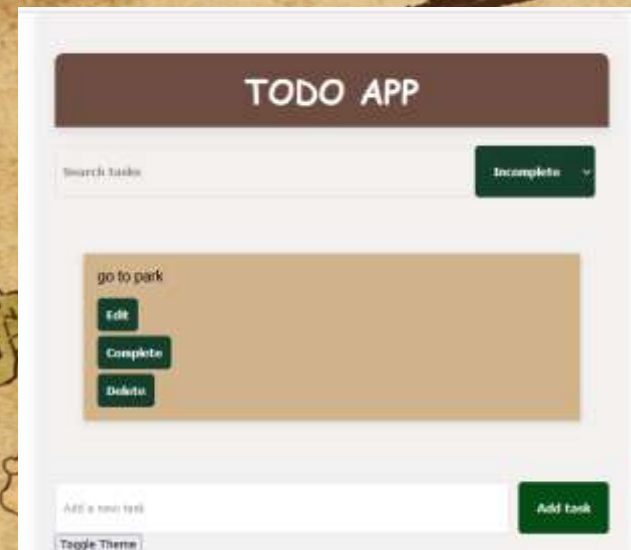 TODO APP
Search tasks
Incomplete
go to park
Edit
Complete
Delete
Add a new task
Add task
Toggle Theme